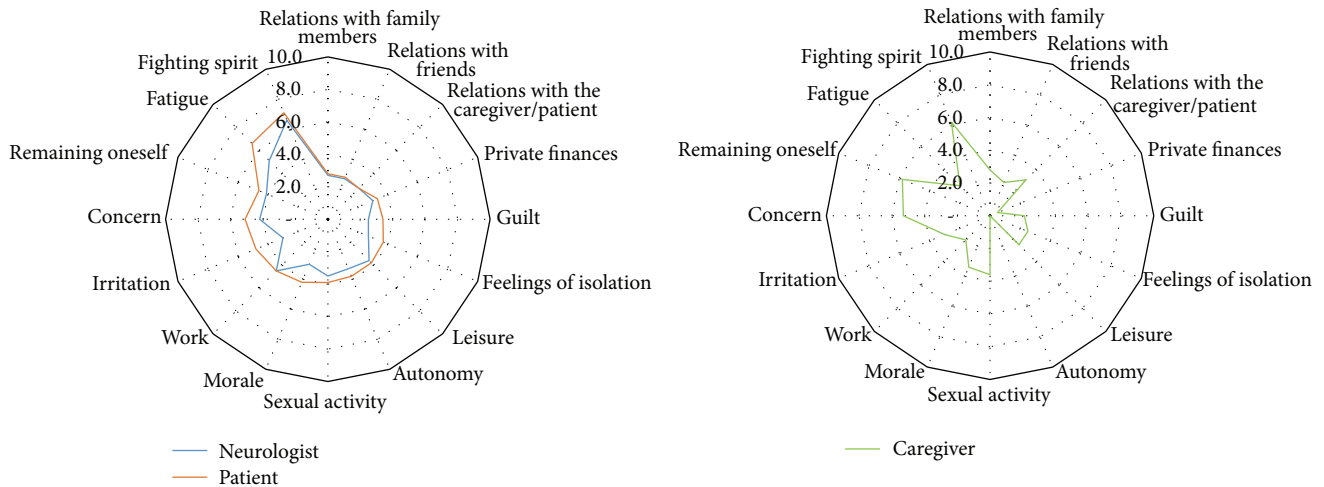 Relations with family
members
10.0
Relations with
friends
Fighting spirit
8.0
Relations with the
caregiver/patient
Fatigue
6.0
Remaining oneself
4.0
Private finances
2.0
Concern
Guilt
Irritation
Feelings of isolation
Work
Leisure
Morale
Autonomy
Sexual activity
Neurologist
Patient
Relations with family
members
10.0
Relations with
friends
Fighting spirit
8.0
Relations with the
caregiver/patient
Fatigue
6.0
Remaining oneself
4.0
Private finances
2.0
Concern
Guilt
Irritation
Feelings of isolation
Work
Leisure
Morale
Autonomy
Sexual activity
Caregiver